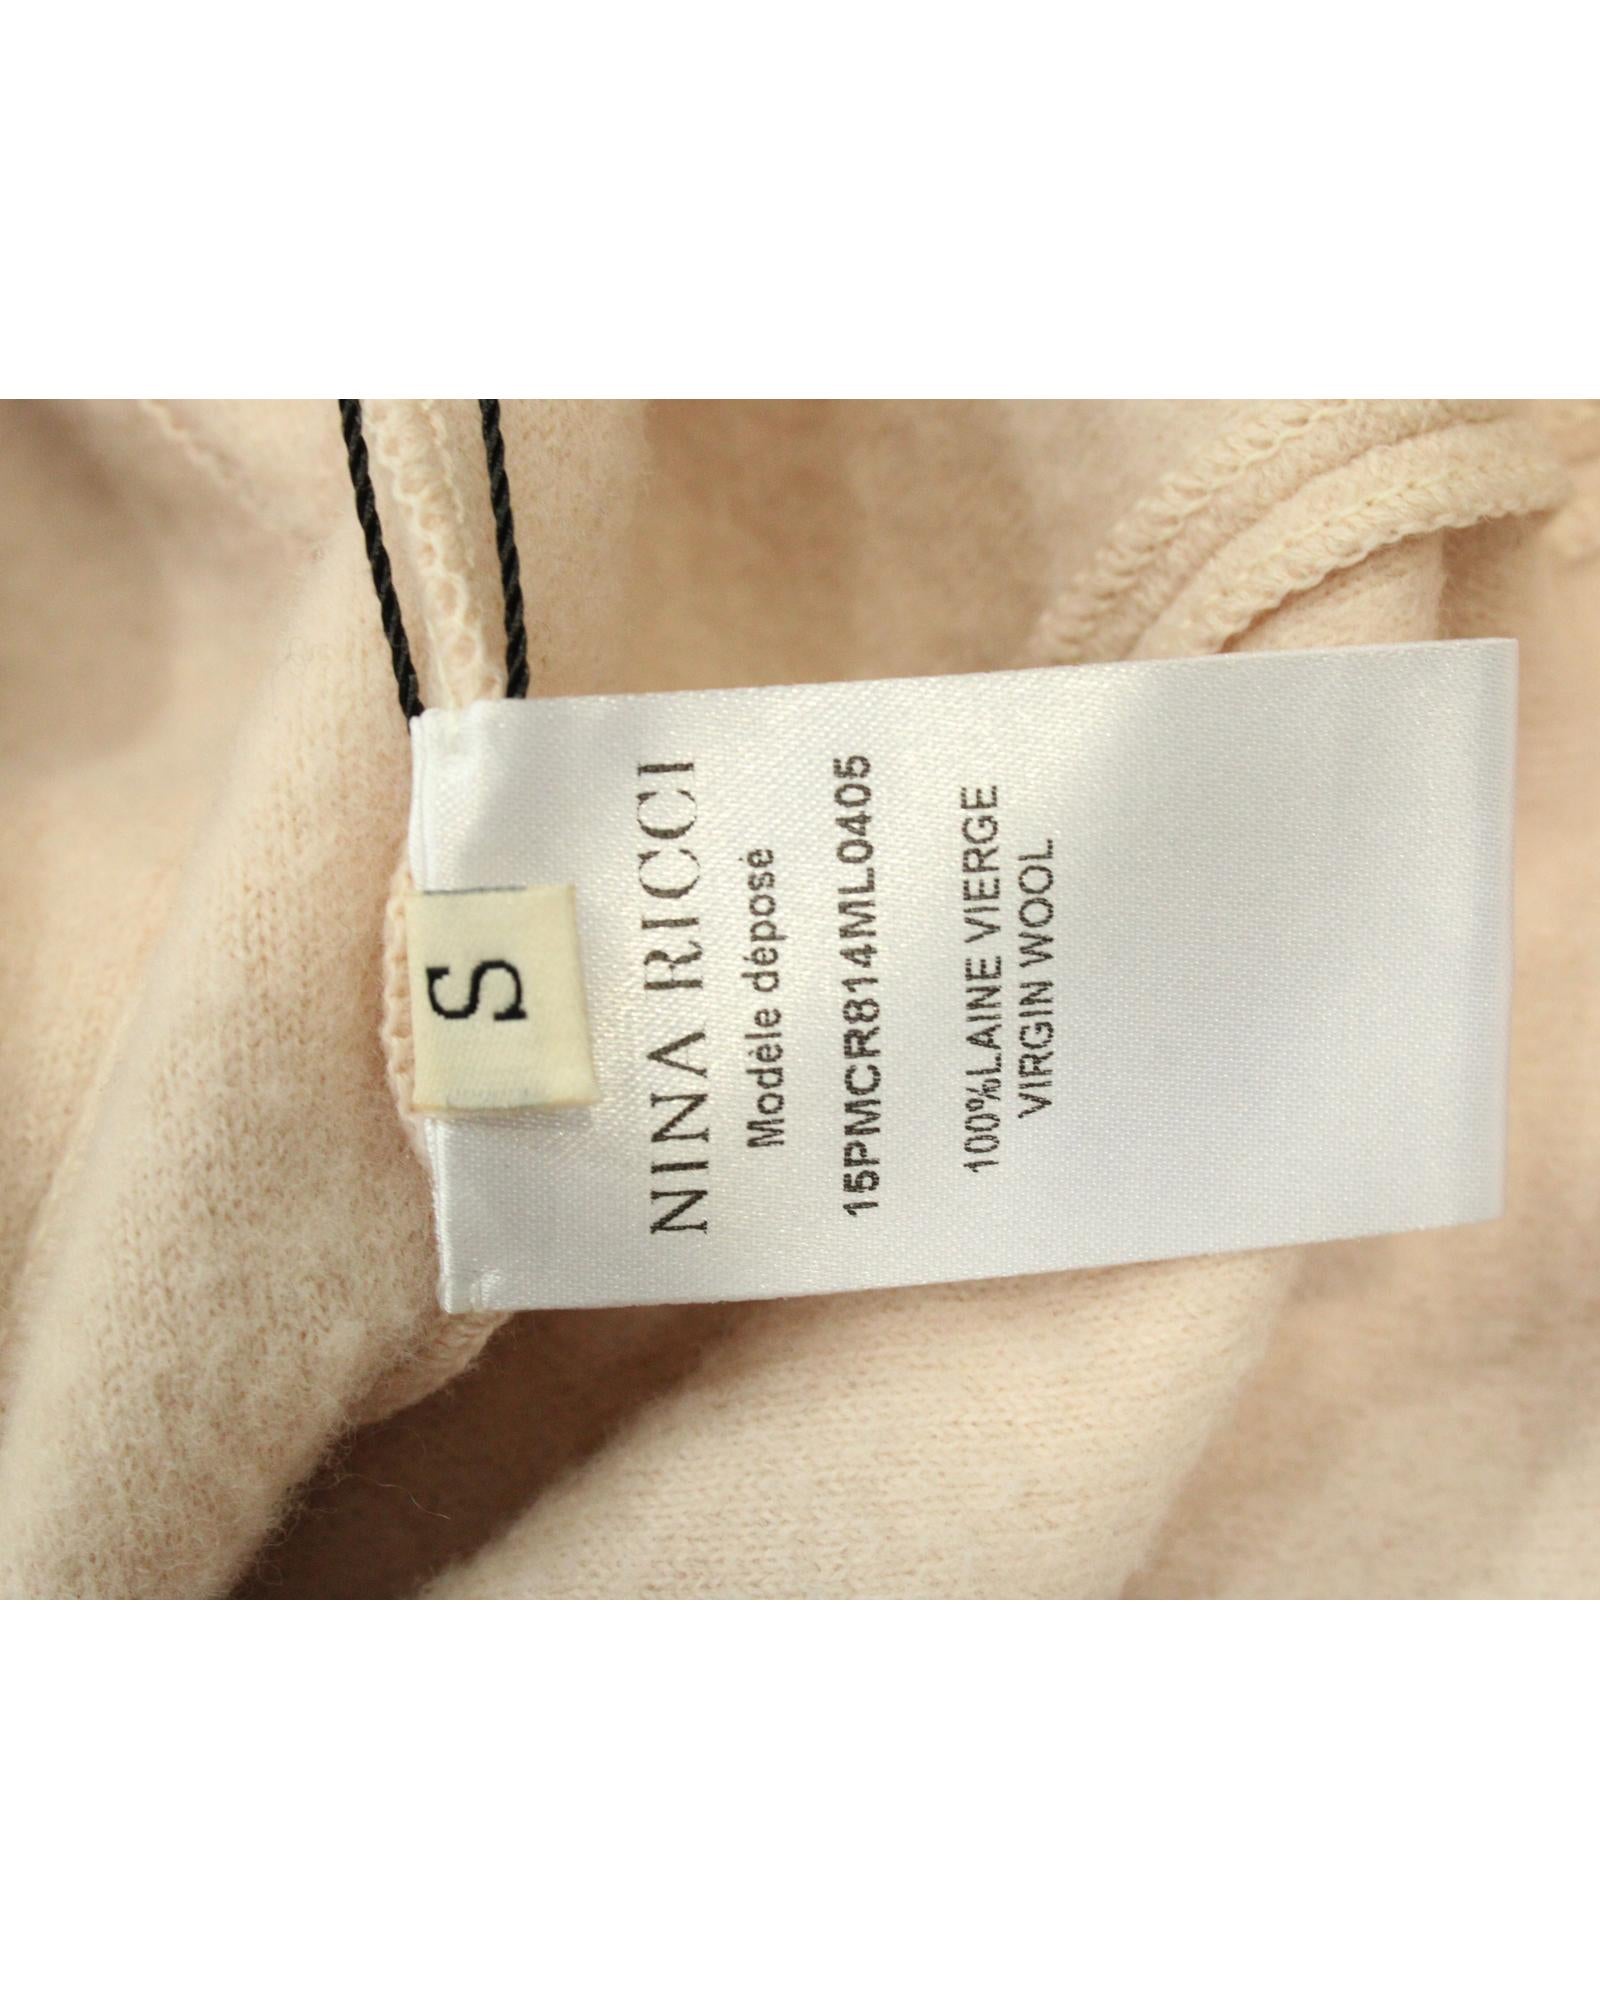 S
NINA RICCI
Modèle déposé
15PMCR814ML0405
100%LAINE VIERGE
VIRGIN WOOL